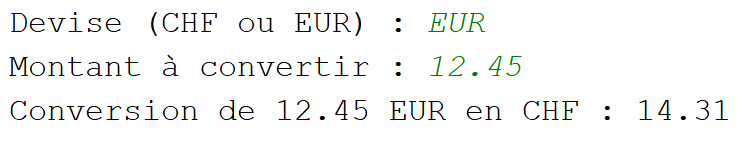 Devise (CHF ou EUR) : EUR
Montant à convertir : 12.45
Conversion de 12.45 EUR en CHF : 14.31